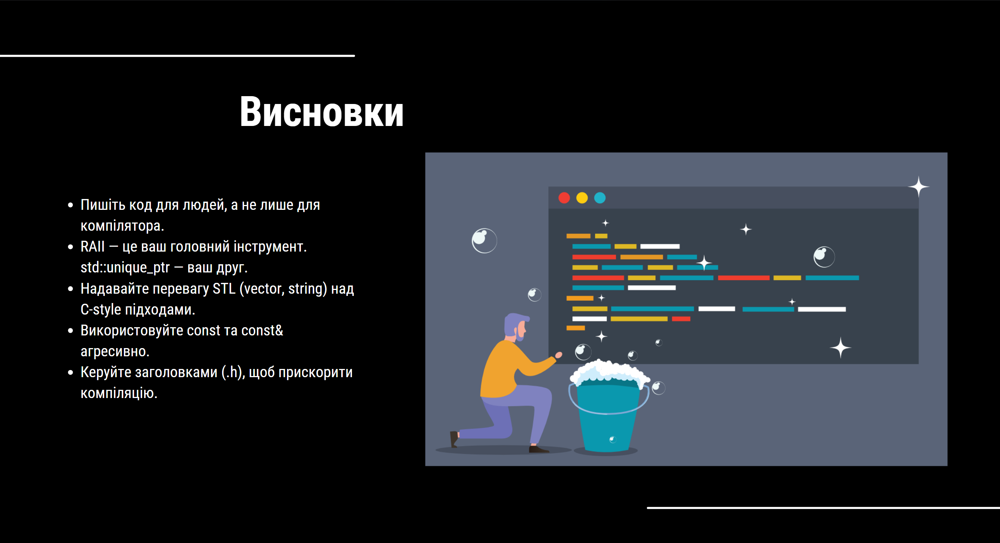 Висновки
• Пишіть код для людей, а не лише для
компілятора.
• RAII – це ваш головний інструмент.
std::unique_ptr – ваш друг.
• Надавайте перевагу STL (vector, string) над
C-style підходами.
• Використовуйте const та const&
агресивно.
• Керуйте заголовками (.h), щоб прискорити
компіляцію.